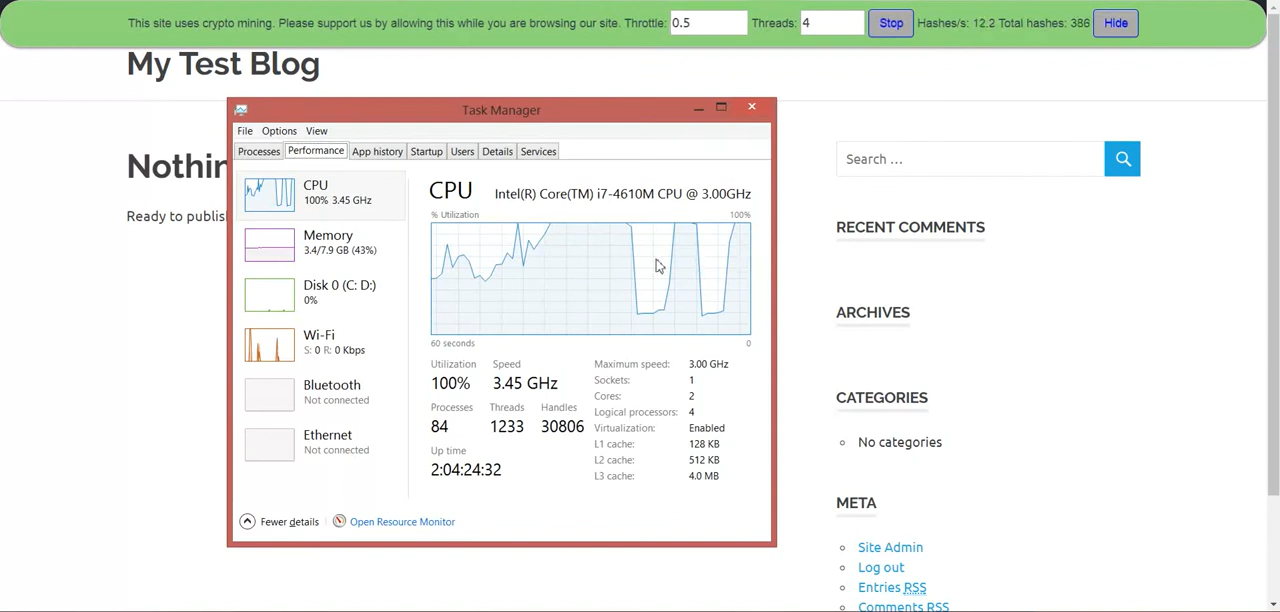 This site uses crypto mining. Please support us by allowing this while you are browsing our site. Throttle: 0.5 Threads: 4 Stop Hashes/s: 12.2 Total hashes: 386 Hide
My Test Blog
Task Manager
File Options View
Processes Performance App history Startup Users Details Services
Nothin
Ready to publis
CPU
100% 3.45 GHz
Memory
3.4/7.9 GB (43%)
Disk 0 (C: D:)
0%
Wi-Fi
S: 0 R: 0 Kbps
Bluetooth
Not connected
Ethernet
Not connected
CPU Intel(R) Core(TM) i7-4610M CPU @ 3.00GHz
% Utilization 100%
60 seconds 0
Utilization Speed
100% 3.45 GHz
Processes Threads Handles
84 1233 30806
Up time
2:04:24:32
Maximum speed: 3.00 GHz
Sockets: 1
Cores: 2
Logical processors: 4
Virtualization: Enabled
L1 cache: 128 KB
L2 cache: 512 KB
L3 cache: 4.0 MB
Fewer details Open Resource Monitor
Search ...
RECENT COMMENTS
ARCHIVES
CATEGORIES
No categories
META
Site Admin
Log out
Entries RSS
Comments RSS